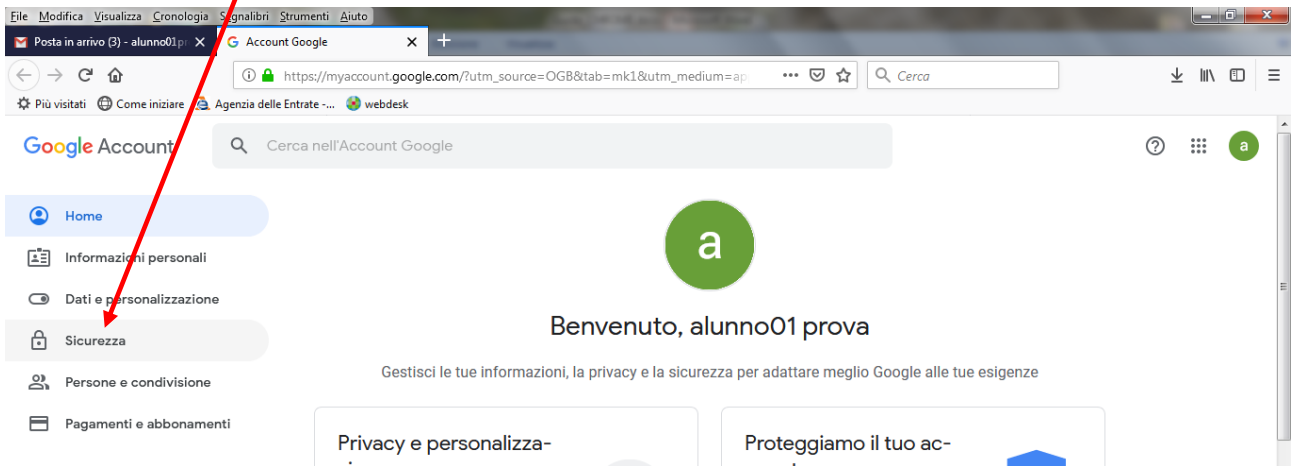 File Modifica Visualizza Cronologia Segnalibri Strumenti Aiuto
Posta in arrivo (3) - alunno01pr
Account Google
https://myaccount.google.com/?utm_source=OGB&tab=mk1&utm_medium=ap
Cerca
Più visitati Come iniziare Agenzia delle Entrate -... webdesk
Google Account
Cerca nell'Account Google
a
Home
a
Informazioni personali
Dati e personalizzazione
Benvenuto, alunno01 prova
Sicurezza
Gestisci le tue informazioni, la privacy e la sicurezza per adattare meglio Google alle tue esigenze
Persone e condivisione
Pagamenti e abbonamenti
Privacy e personalizza-
Proteggiamo il tuo ac-